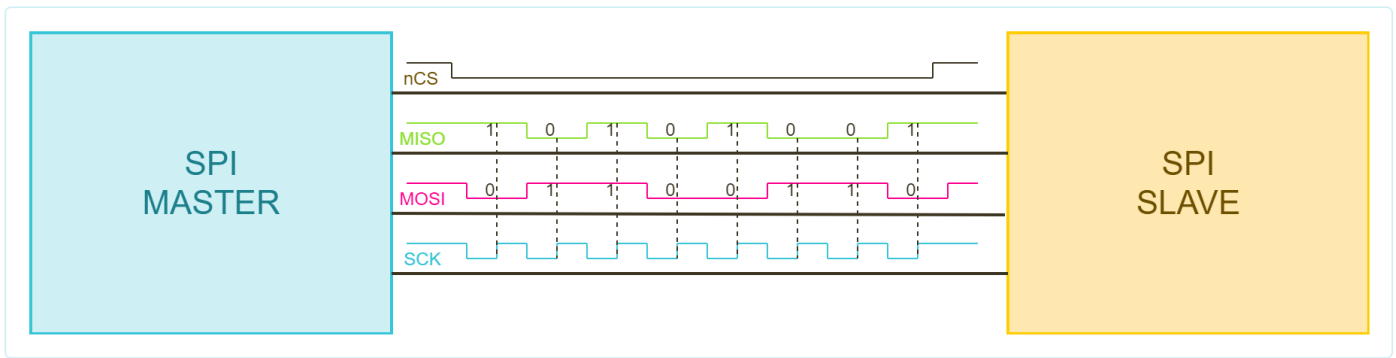 SPI
MASTER
nCS
MISO
1 0 1 0 1 0 0 1
MOSI
0 1 1 0 0 1 1 0
SCK
SPI
SLAVE